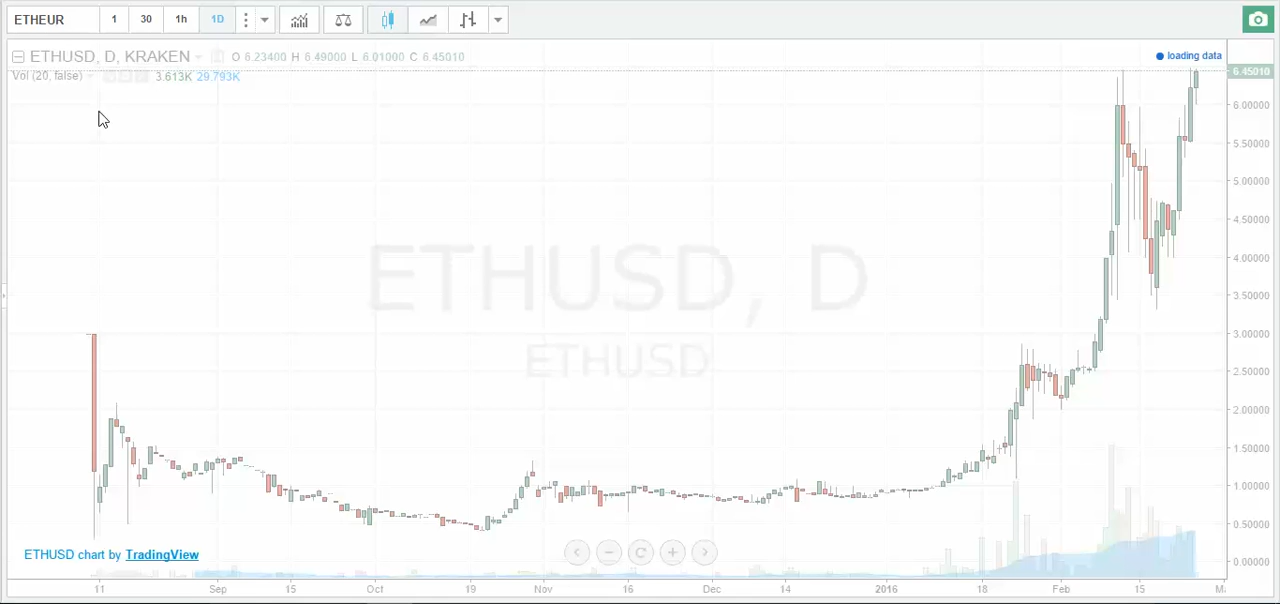 ETHEUR 1 30 1h 1D
ETHUSD, D, KRAKEN O 6.23400 H 6.49000 L 6.01000 C 6.45010
loading data
Vol (20, false) 3.613K 29.793K
6.45010
6.00000
5.50000
5.00000
4.50000
4.00000
3.50000
3.00000
2.50000
2.00000
1.50000
1.00000
0.50000
0.00000
ETHUSD, D
ETHUSD
ETHUSD chart by TradingView
11 Sep 15 Oct 19 Nov 16 Dec 14 2016 18 Feb 15